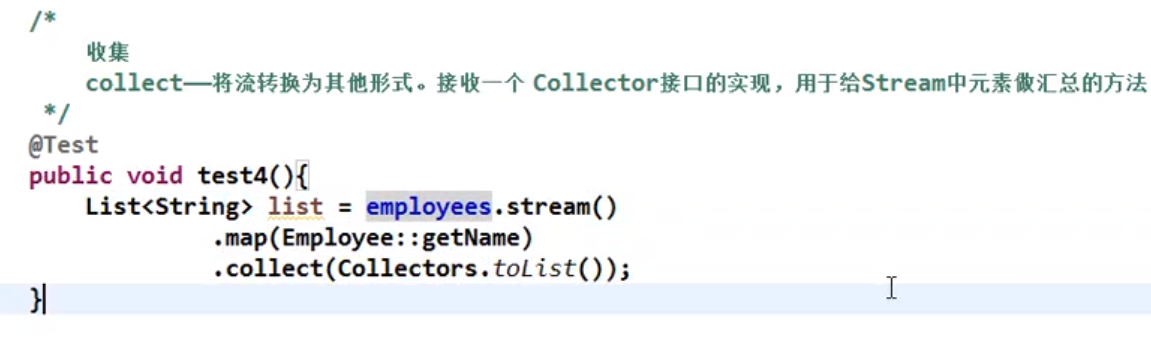 /*
收集
collect——将流转换为其他形式。接收一个 Collector接口的实现，用于给Stream中元素做汇总的方法
*/
@Test
public void test4(){
List<String> list = employees.stream()
.map(Employee::getName)
.collect(Collectors.toList());
}